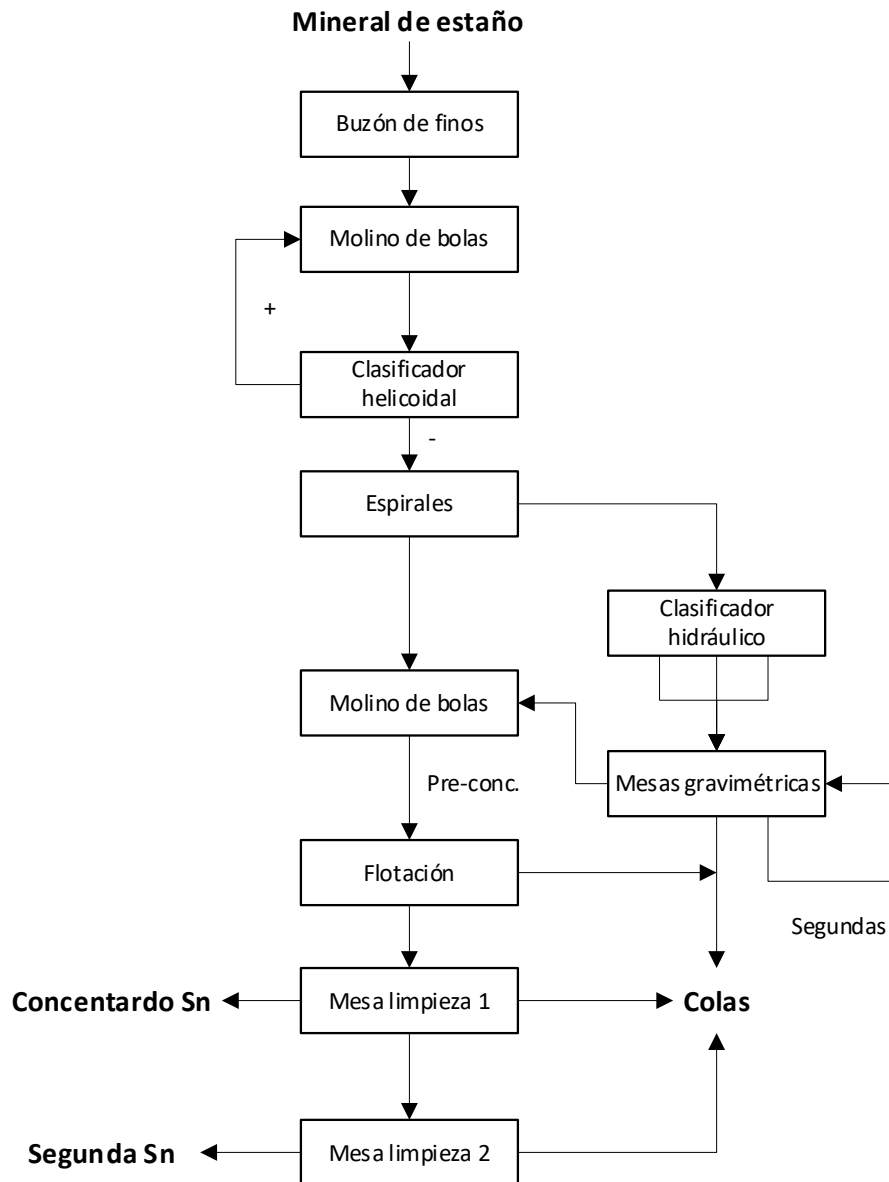 Mineral de estaño
Buzón de finos
Molino de bolas
+
Clasificador
helicoidal
-
Espirales
Clasificador
hidráulico
Molino de bolas
Pre-conc.
Mesas gravimétricas
Flotación
Segundas
Concentardo Sn
Mesa limpieza 1
Colas
Segunda Sn
Mesa limpieza 2